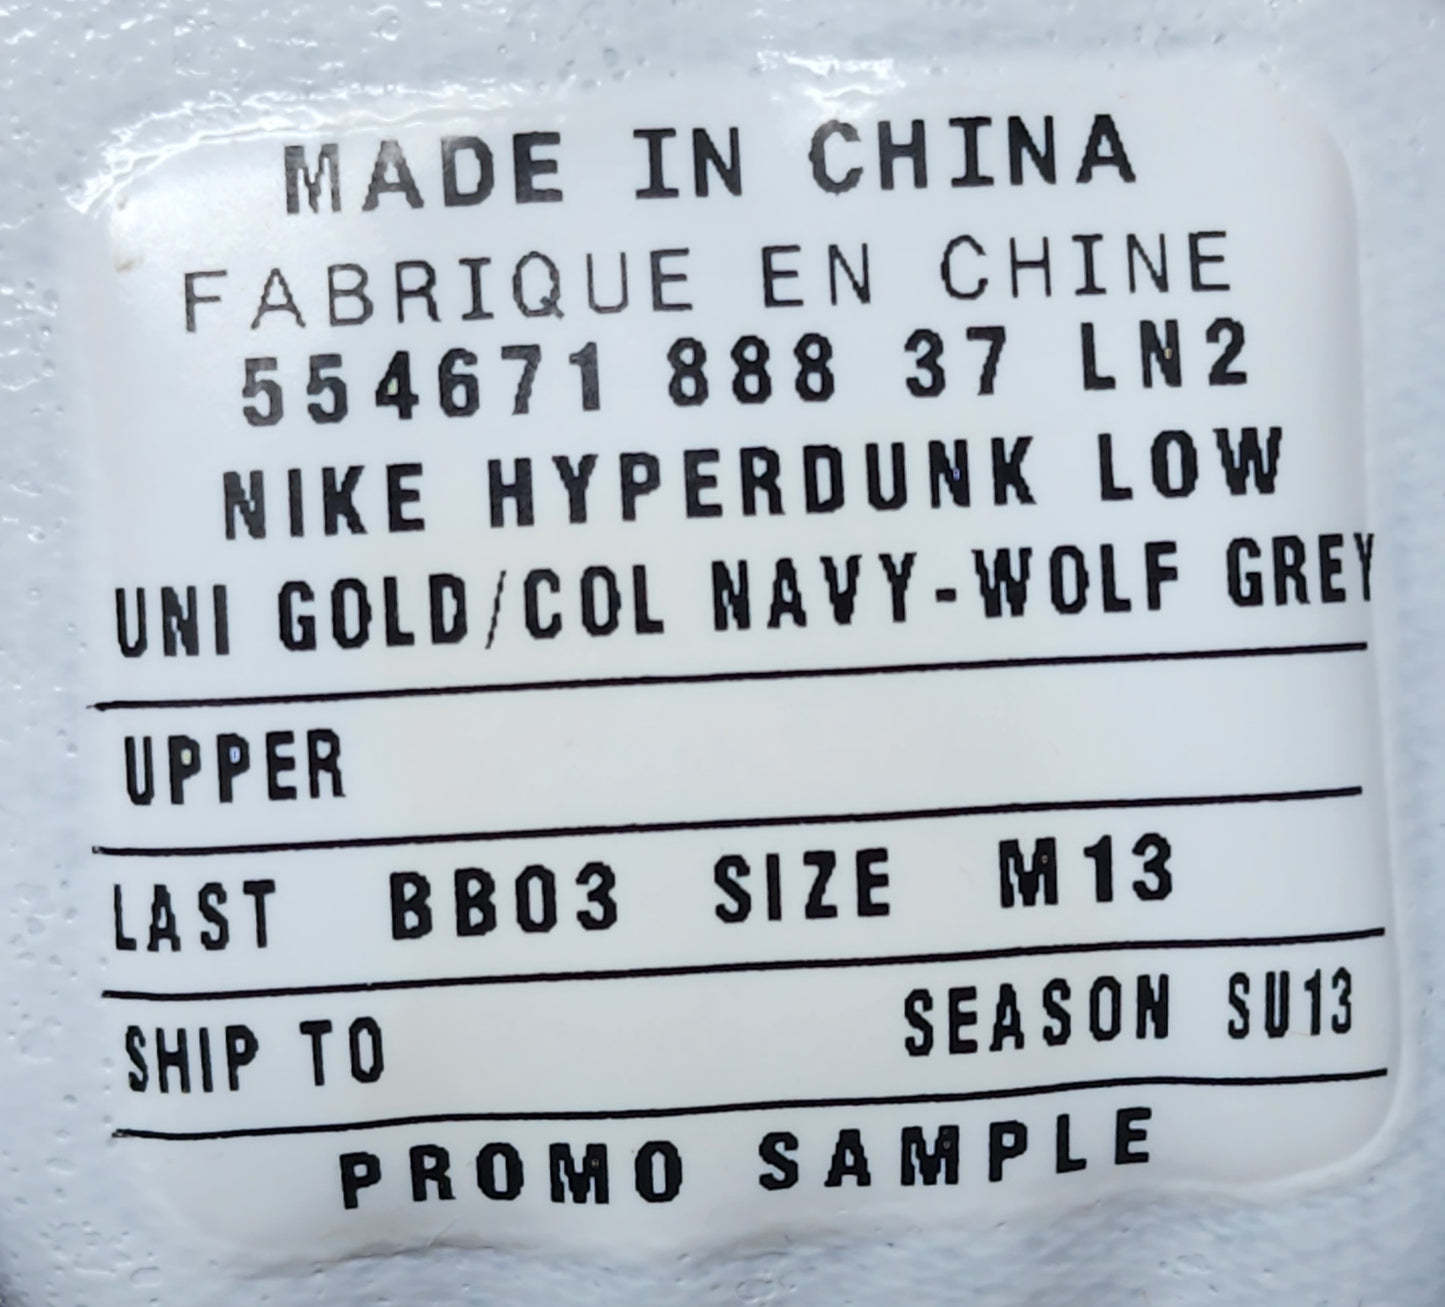 MADE IN CHINA
FABRIQUE EN CHINE
554671 888 37 LN2
NIKE HYPERDUNK LOW
UNI GOLD/COL NAVY-WOLF GREY
UPPER
LAST BB03 SIZE M13
SHIP TO SEASON SU13
PROMO SAMPLE